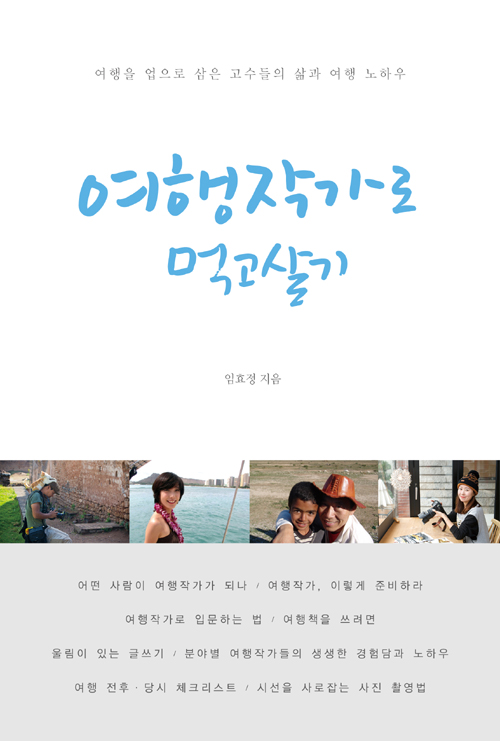 여행을 업으로 삼은 고수들의 삶과 여행 노하우
여행작가로
먹고살기
임효정 지음
어떤 사람이 여행작가가 되나 / 여행작가, 이렇게 준비하라
여행작가로 입문하는 법 / 여행책을 쓰려면
울림이 있는 글쓰기 / 분야별 여행작가들의 생생한 경험담과 노하우
여행 전후·당시 체크리스트 / 시선을 사로잡는 사진 촬영법